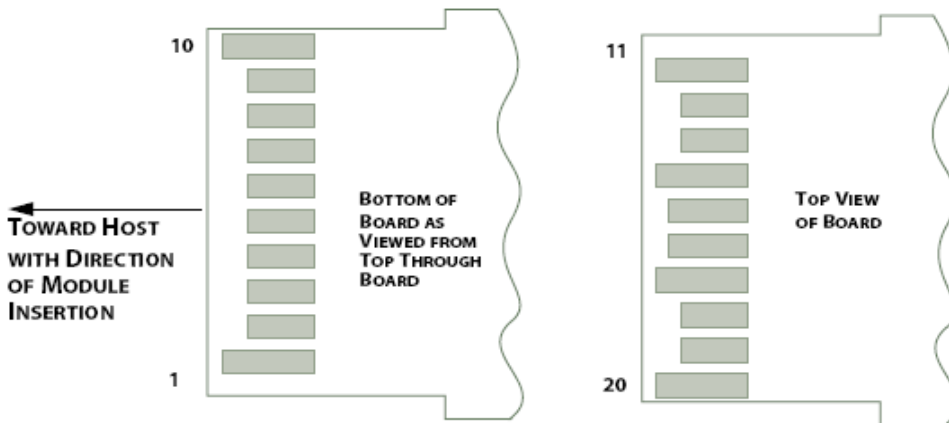 10
1
TOWARD HOST
WITH DIRECTION
OF MODULE
INSERTION
BOTTOM OF
BOARD AS
VIEWED FROM
TOP THROUGH
BOARD
11
20
TOP VIEW
OF BOARD